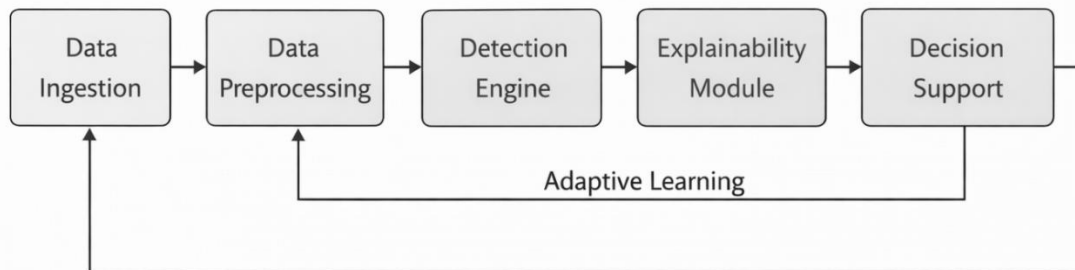 Data
Ingestion
Data
Preprocessing
Detection
Engine
Explainability
Module
Decision
Support
Adaptive Learning